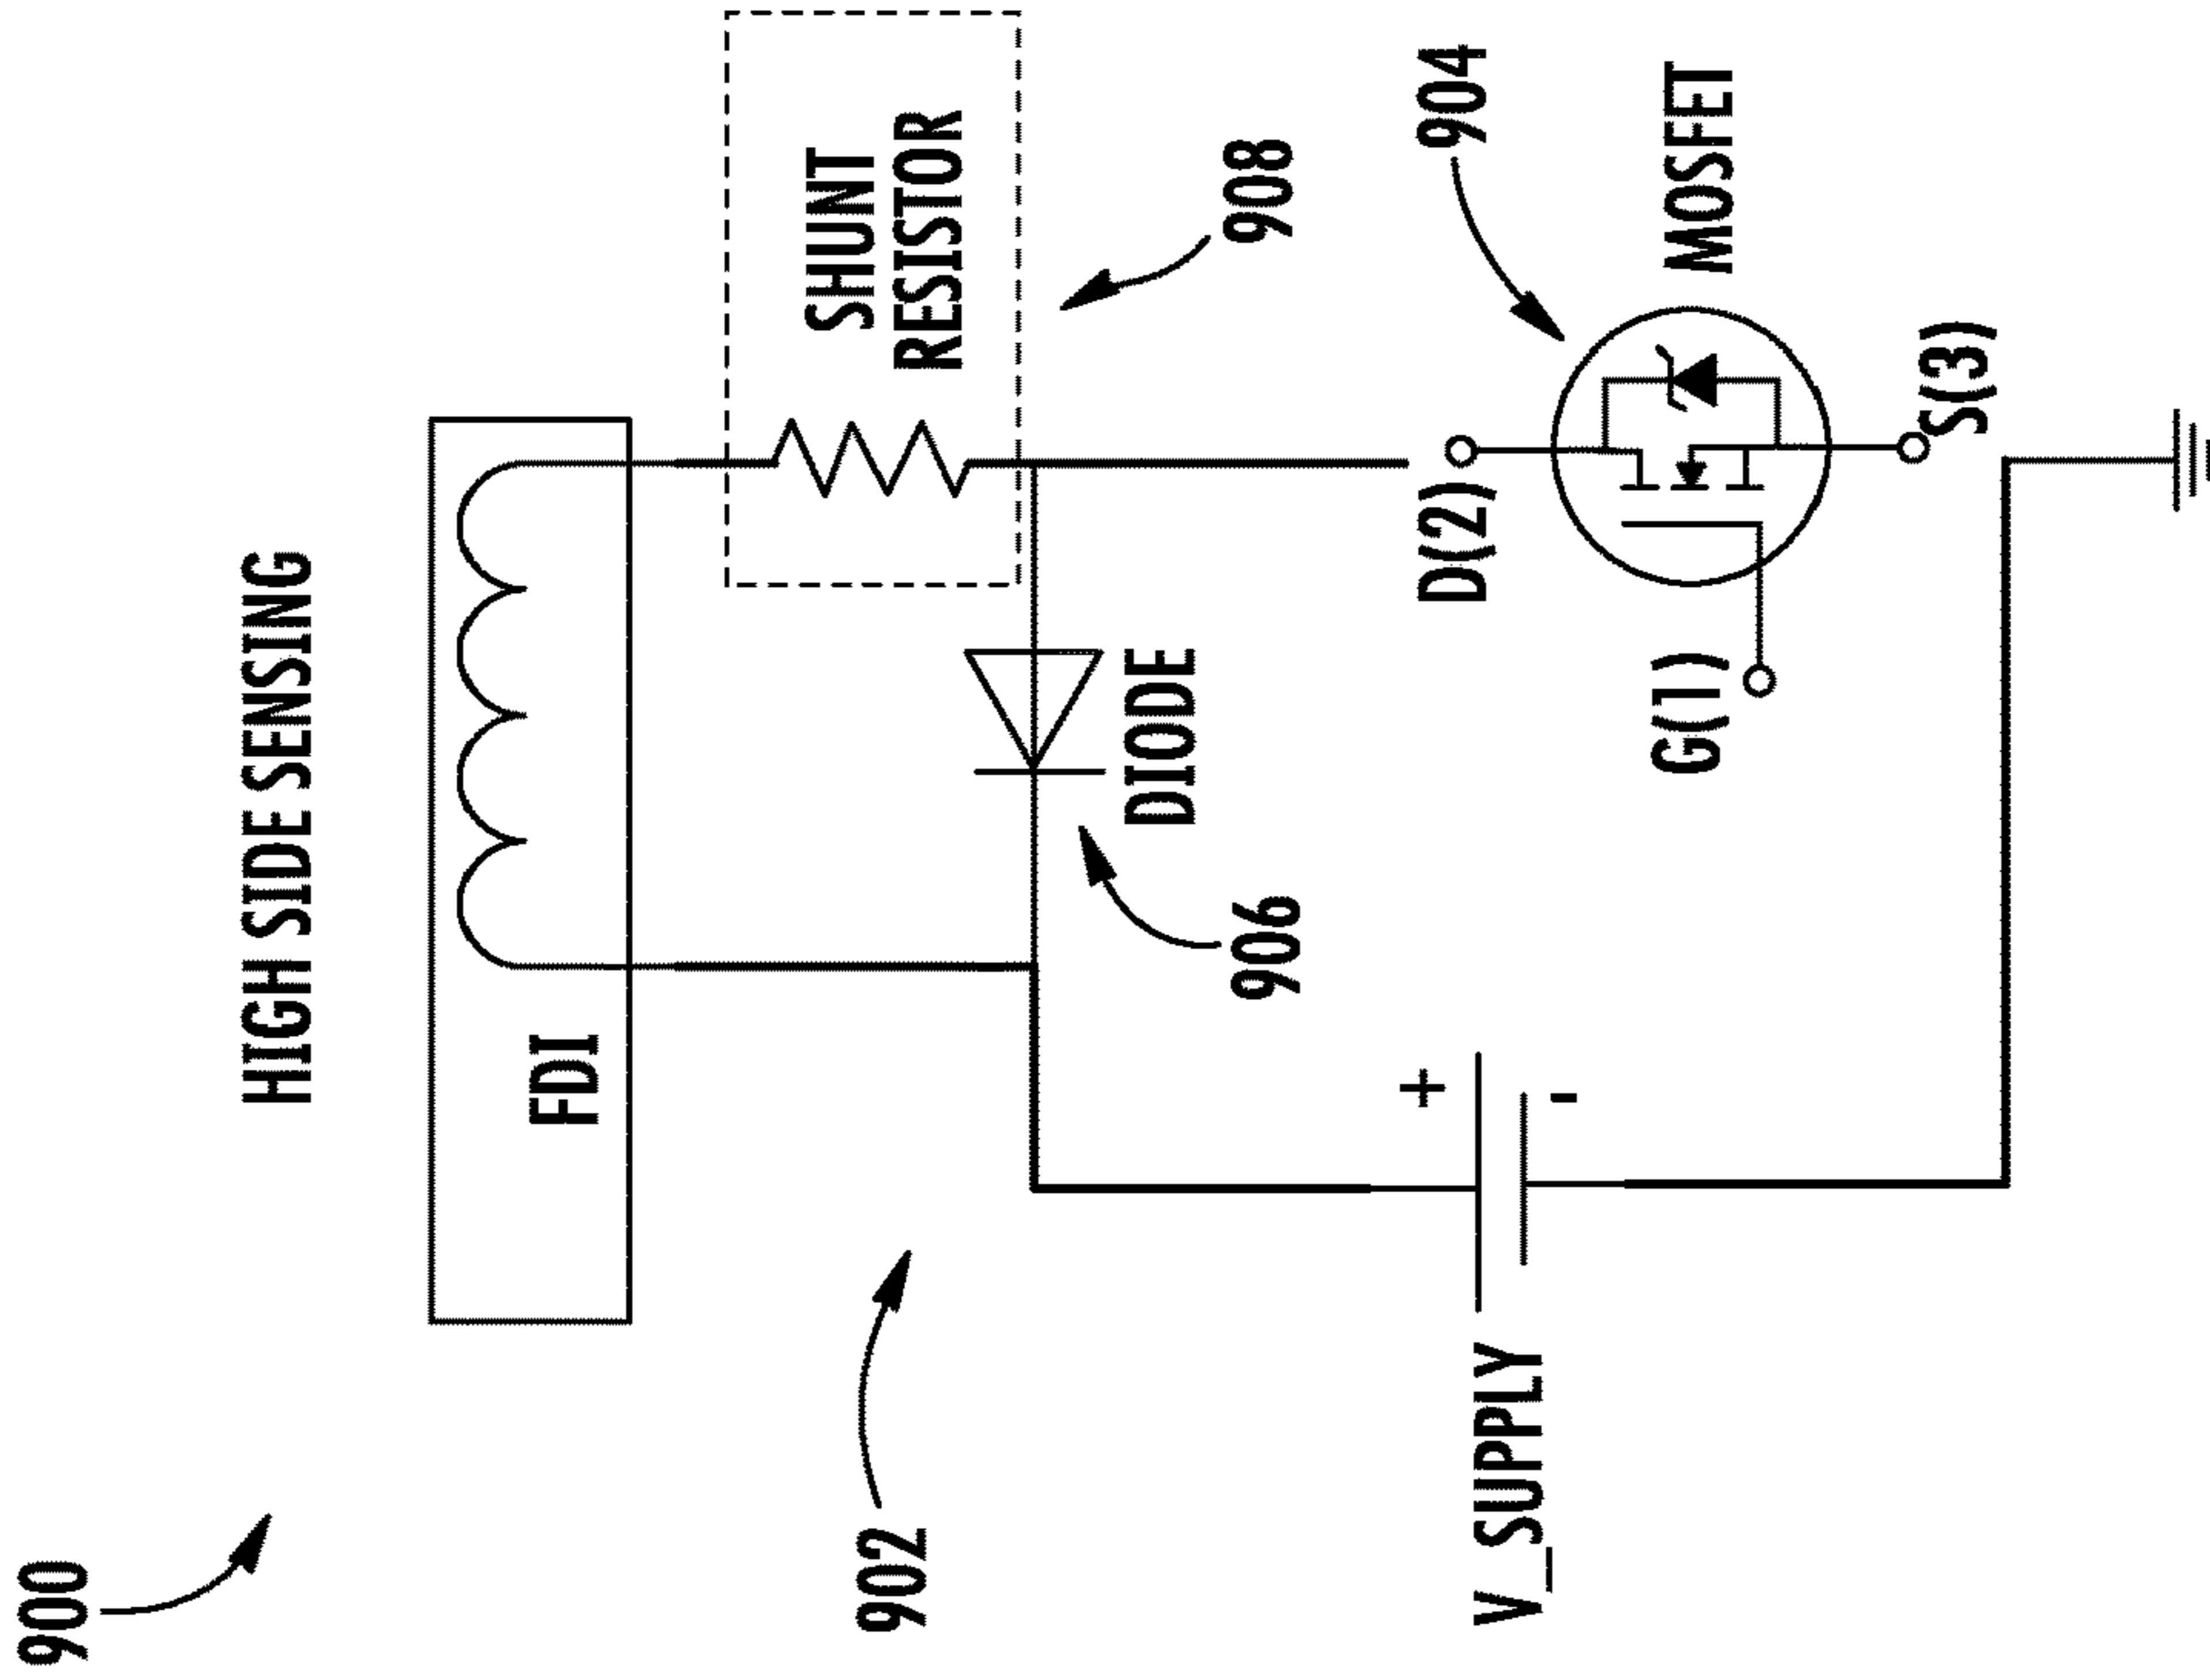 900
HIGH SIDE SENSING
FDI
SHUNT
RESISTOR
902
908
DIODE
906
904
MOSFET
D(2)
G(1)
S(3)
+
-
V_SUPPLY